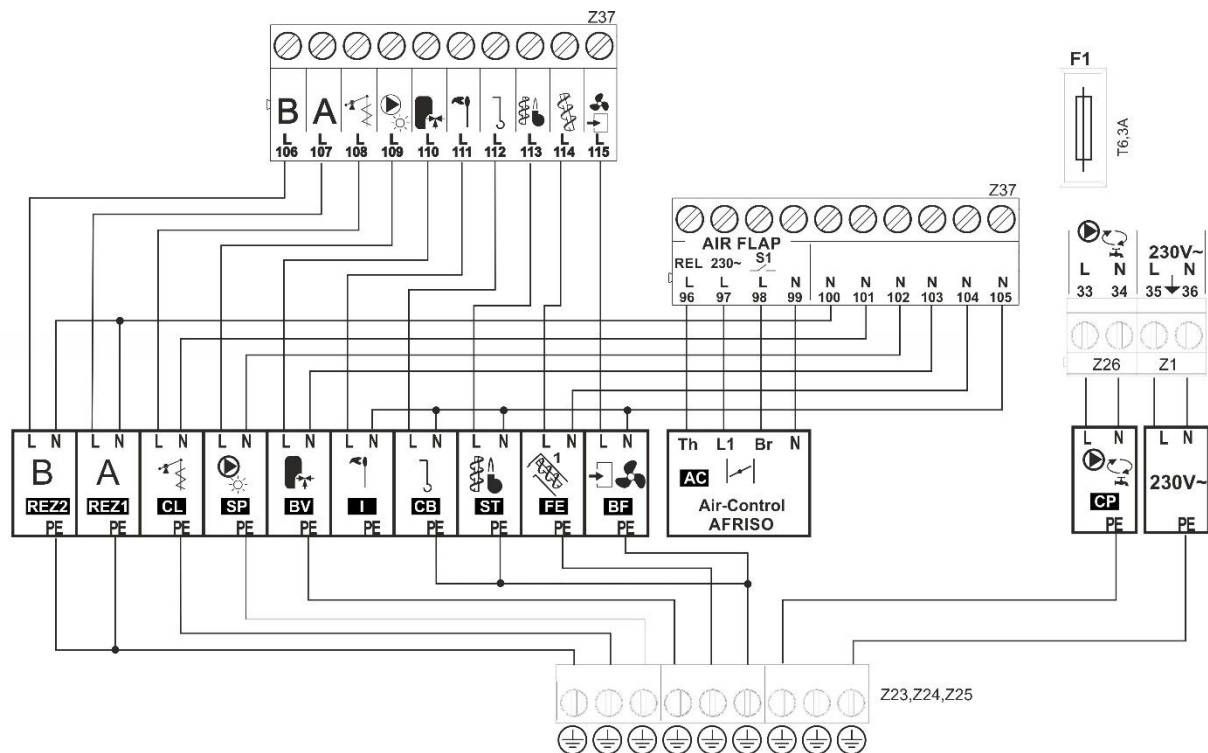 Z37
B A
L L L L L L L L L L
106 107 108 109 110 111 112 113 114 115
F1
T6,3A
Z37
AIR FLAP
REL 230~ S1
L L L N N N N N N N
96 97 98 99 100 101 102 103 104 105
230V~
L N L N
33 34 35 36
Z26 Z1
L N L N L N L N L N L N L N L N L N L N
B A 1
REZ2 REZ1 CL SP BV I CB ST FE BF
PE PE PE PE PE PE PE PE PE PE
Th L1 Br N
AC
Air-Control
AFRISO
L N L N
230V~
CP
PE PE
Z23,Z24,Z25